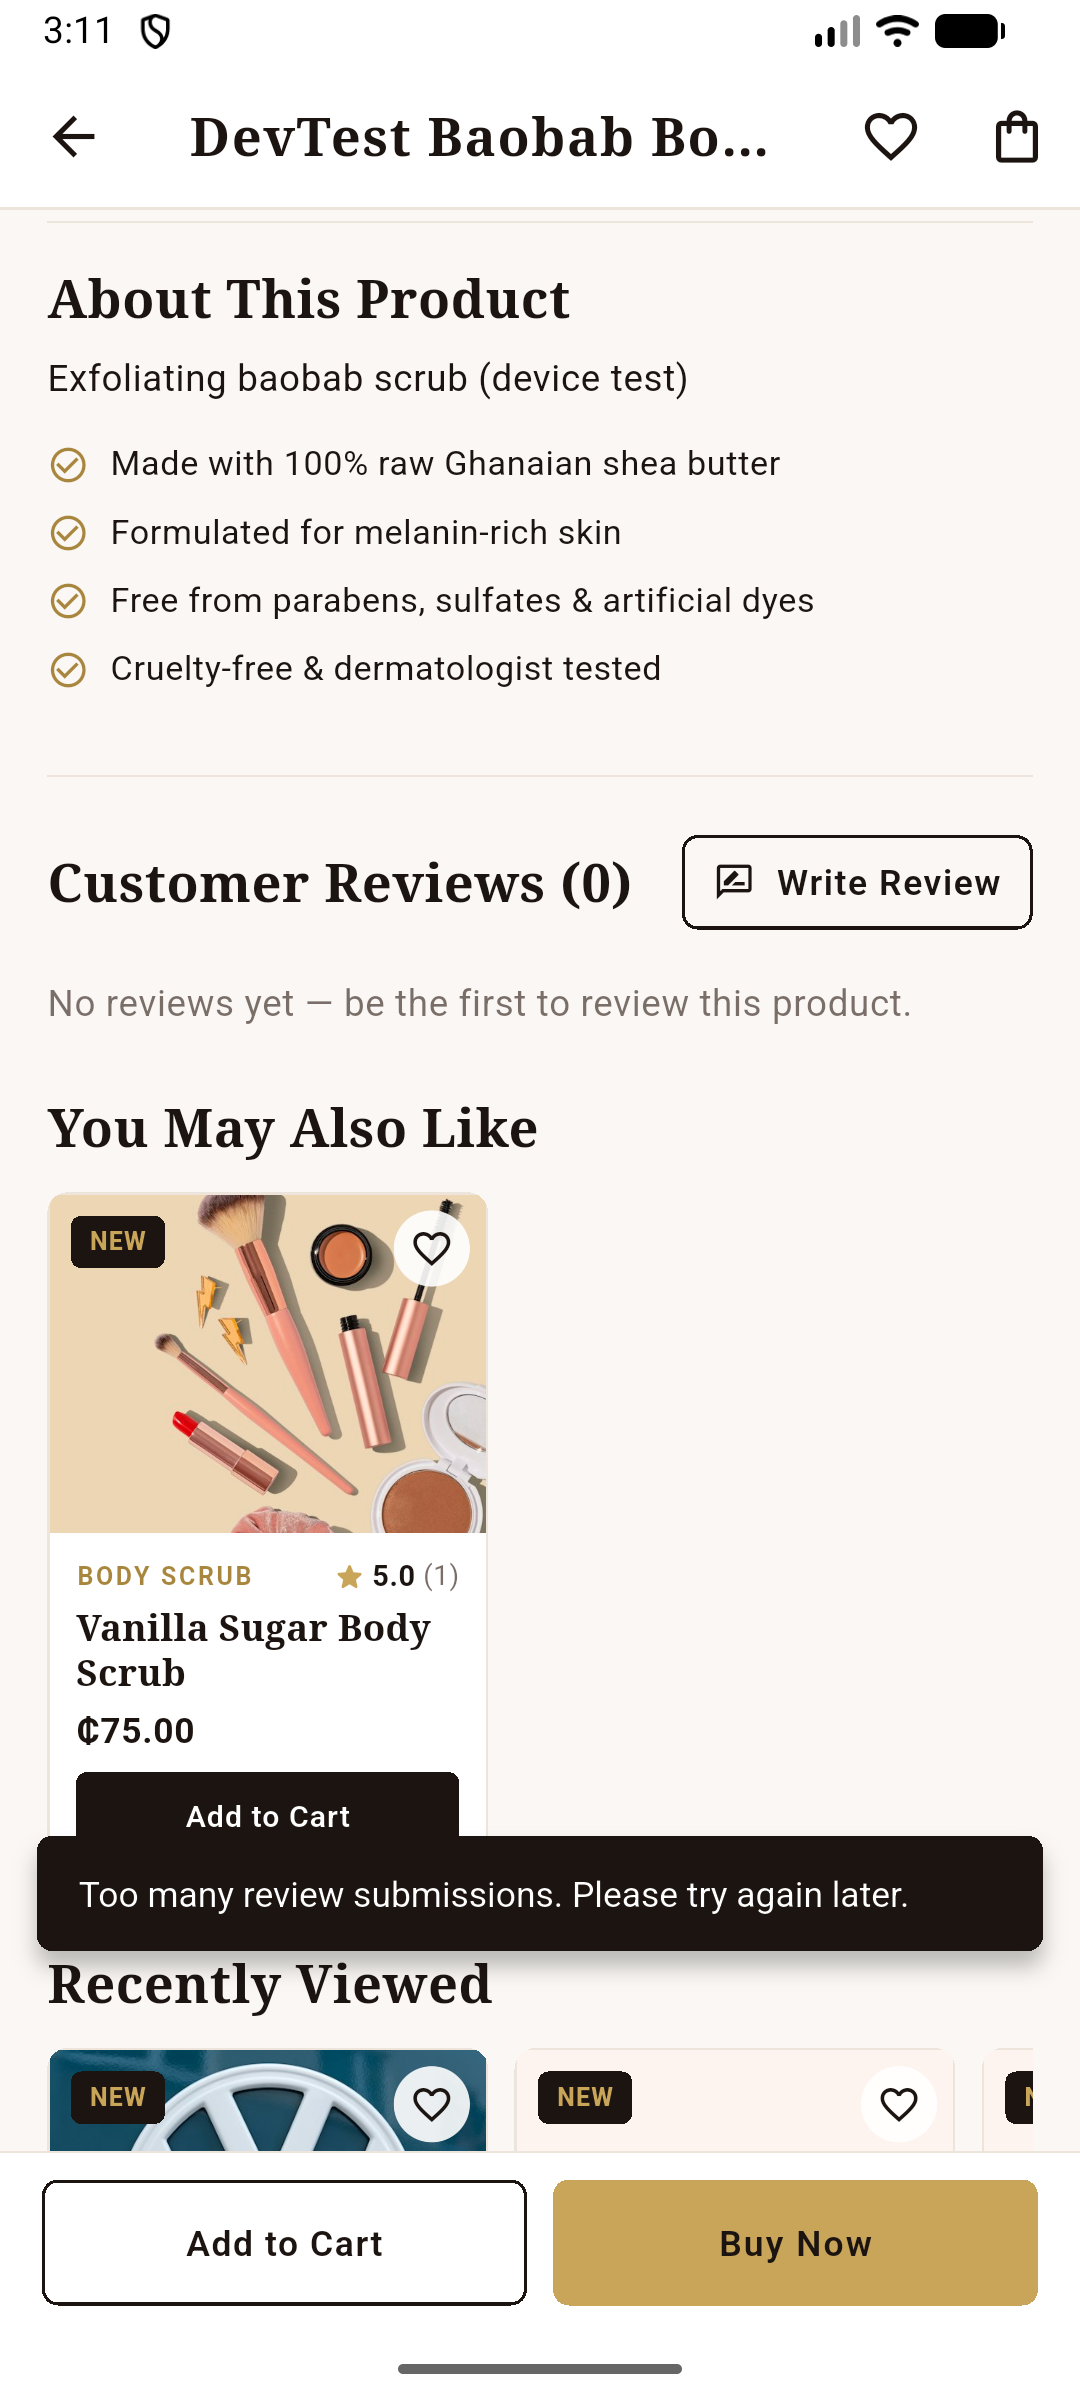 3:11
DevTest Baobab Bo...
About This Product
Exfoliating baobab scrub (device test)
Made with 100% raw Ghanaian shea butter
Formulated for melanin-rich skin
Free from parabens, sulfates & artificial dyes
Cruelty-free & dermatologist tested
Customer Reviews (0)
Write Review
No reviews yet — be the first to review this product.
You May Also Like
NEW
BODY SCRUB
5.0 (1)
Vanilla Sugar Body
Scrub
₵75.00
Add to Cart
Too many review submissions. Please try again later.
Recently Viewed
NEW
NEW
Add to Cart
Buy Now